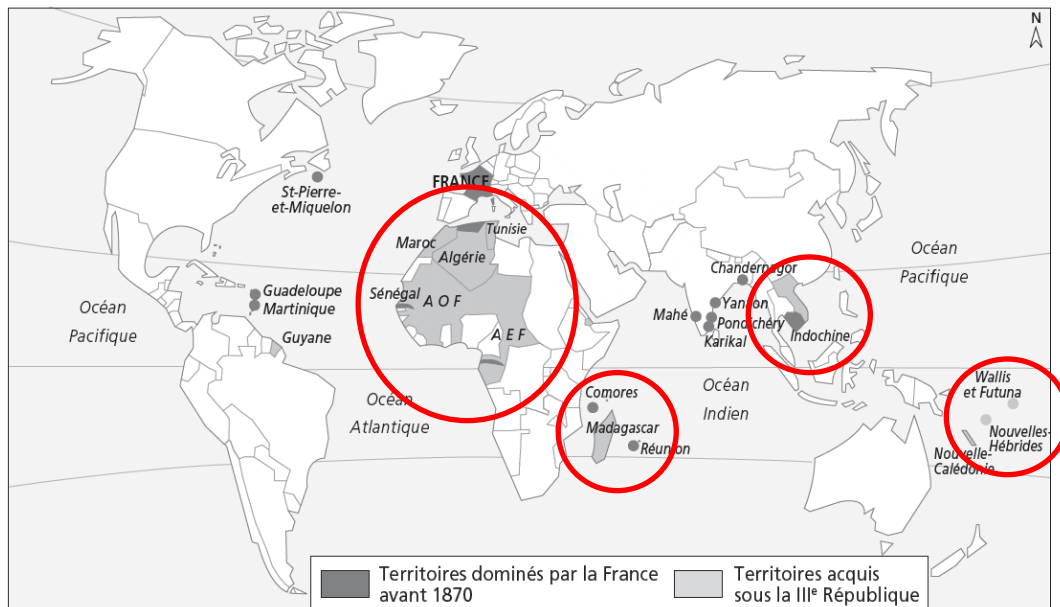 N
FRANCE
St-Pierre-
et-Miquelon
Maroc
Tunisie
Algérie
Océan
Pacifique
Chandernagor
Guadeloupe
Martinique
Sénégal
AOF
Océan
Pacifique
Mahé
Yanaon
Pondichéry
Karikal
Indochine
Guyane
AEF
Océan
Atlantique
Comores
Madagascar
Réunion
Océan
Indien
Wallis
et Futuna
Nouvelles-
Hébrides
Nouvelle-
Calédonie
Territoires dominés par la France
avant 1870
Territoires acquis
sous la IIIe République